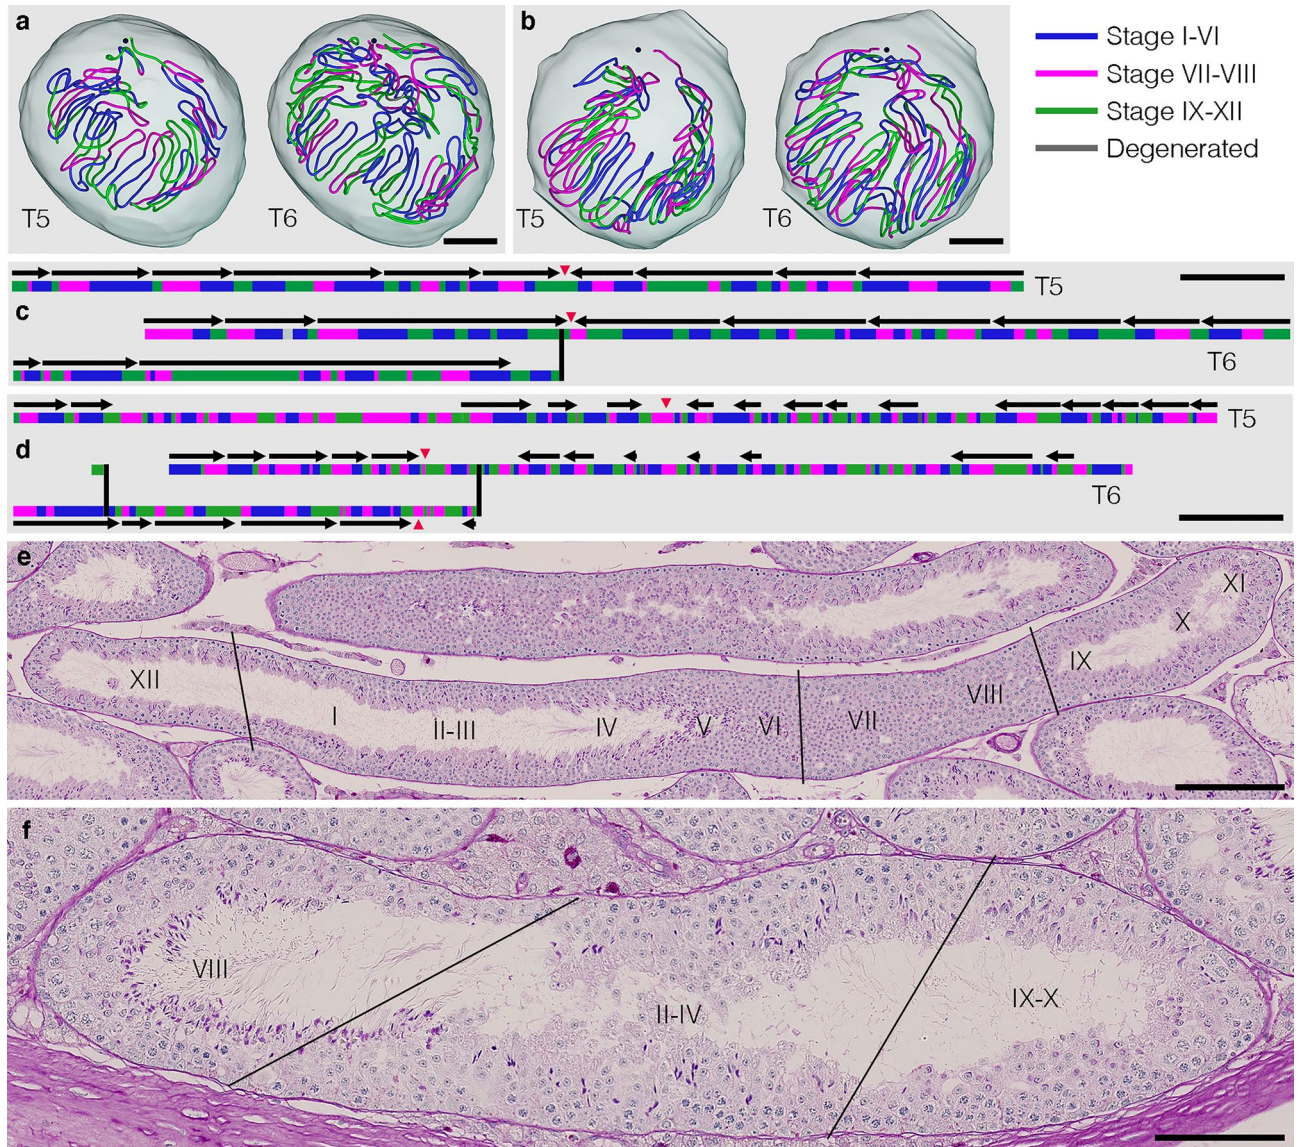 a
b
Stage I-VI
Stage VII-VIII
Stage IX-XII
Degenerated
T5
T6
T5
T6
T5
c
T6
T5
d
T6
e
XI
X
IX
XII
VIII
I
II-III
IV
V
VI
VII
f
VIII
IX-X
II-IV